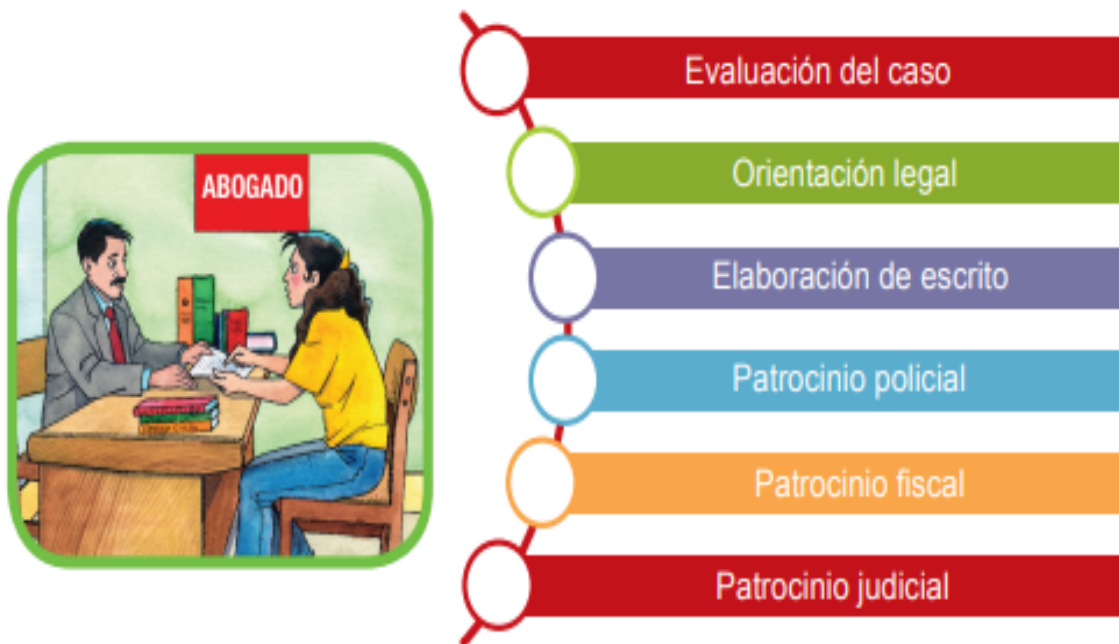 ABOGADO
Evaluación del caso
Orientación legal
Elaboración de escrito
Patrocinio policial
Patrocinio fiscal
Patrocinio judicial